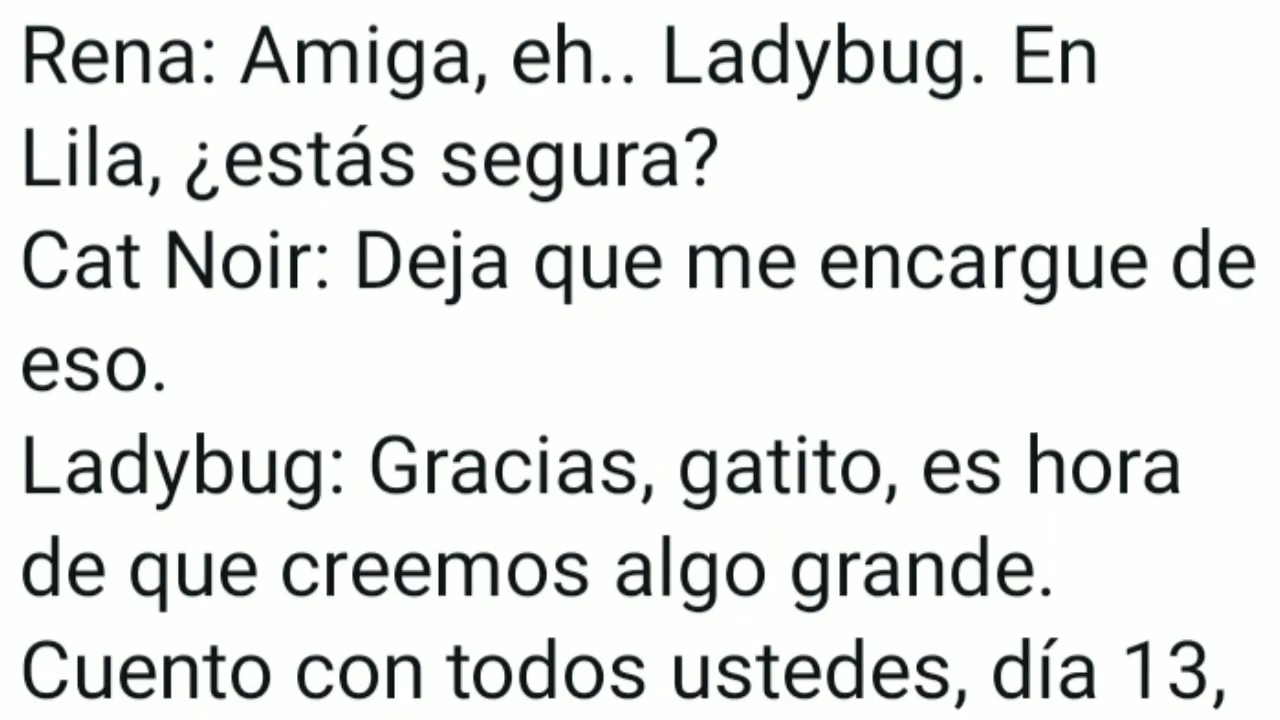 Rena: Amiga, eh.. Ladybug. En
Lila, ¿estás segura?
Cat Noir: Deja que me encargue de
eso.
Ladybug: Gracias, gatito, es hora
de que creemos algo grande.
Cuento con todos ustedes, día 13,